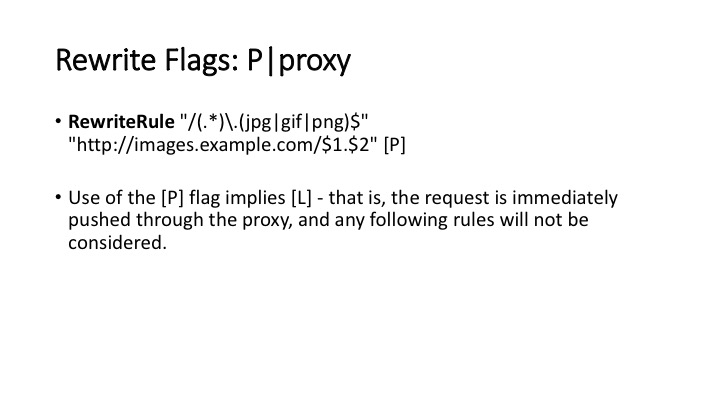 Rewrite Flags: P|proxy
• RewriteRule "/(.*)\.(jpg|gif|png)$"
"http://images.example.com/$1.$2" [P]
• Use of the [P] flag implies [L] - that is, the request is immediately
pushed through the proxy, and any following rules will not be
considered.